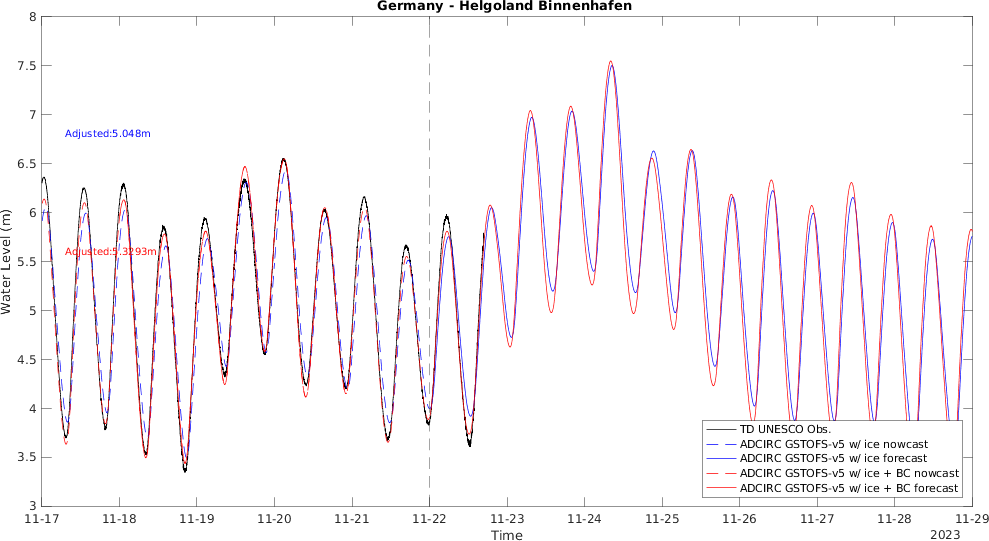 Germany - Helgoland Binnenhafen
8
7.5
7
6.5
6
5.5
5
4.5
4
3.5
3
Water Level (m)
Adjusted:5.048m
Adjusted:5.3293m
TD UNESCO Obs.
ADCIRC GSTOFS-v5 w/ ice nowcast
ADCIRC GSTOFS-v5 w/ ice forecast
ADCIRC GSTOFS-v5 w/ ice + BC nowcast
ADCIRC GSTOFS-v5 w/ ice + BC forecast
11-17 11-18 11-19 11-20 11-21 11-22 11-23 11-24 11-25 11-26 11-27 11-28 11-29
Time
2023